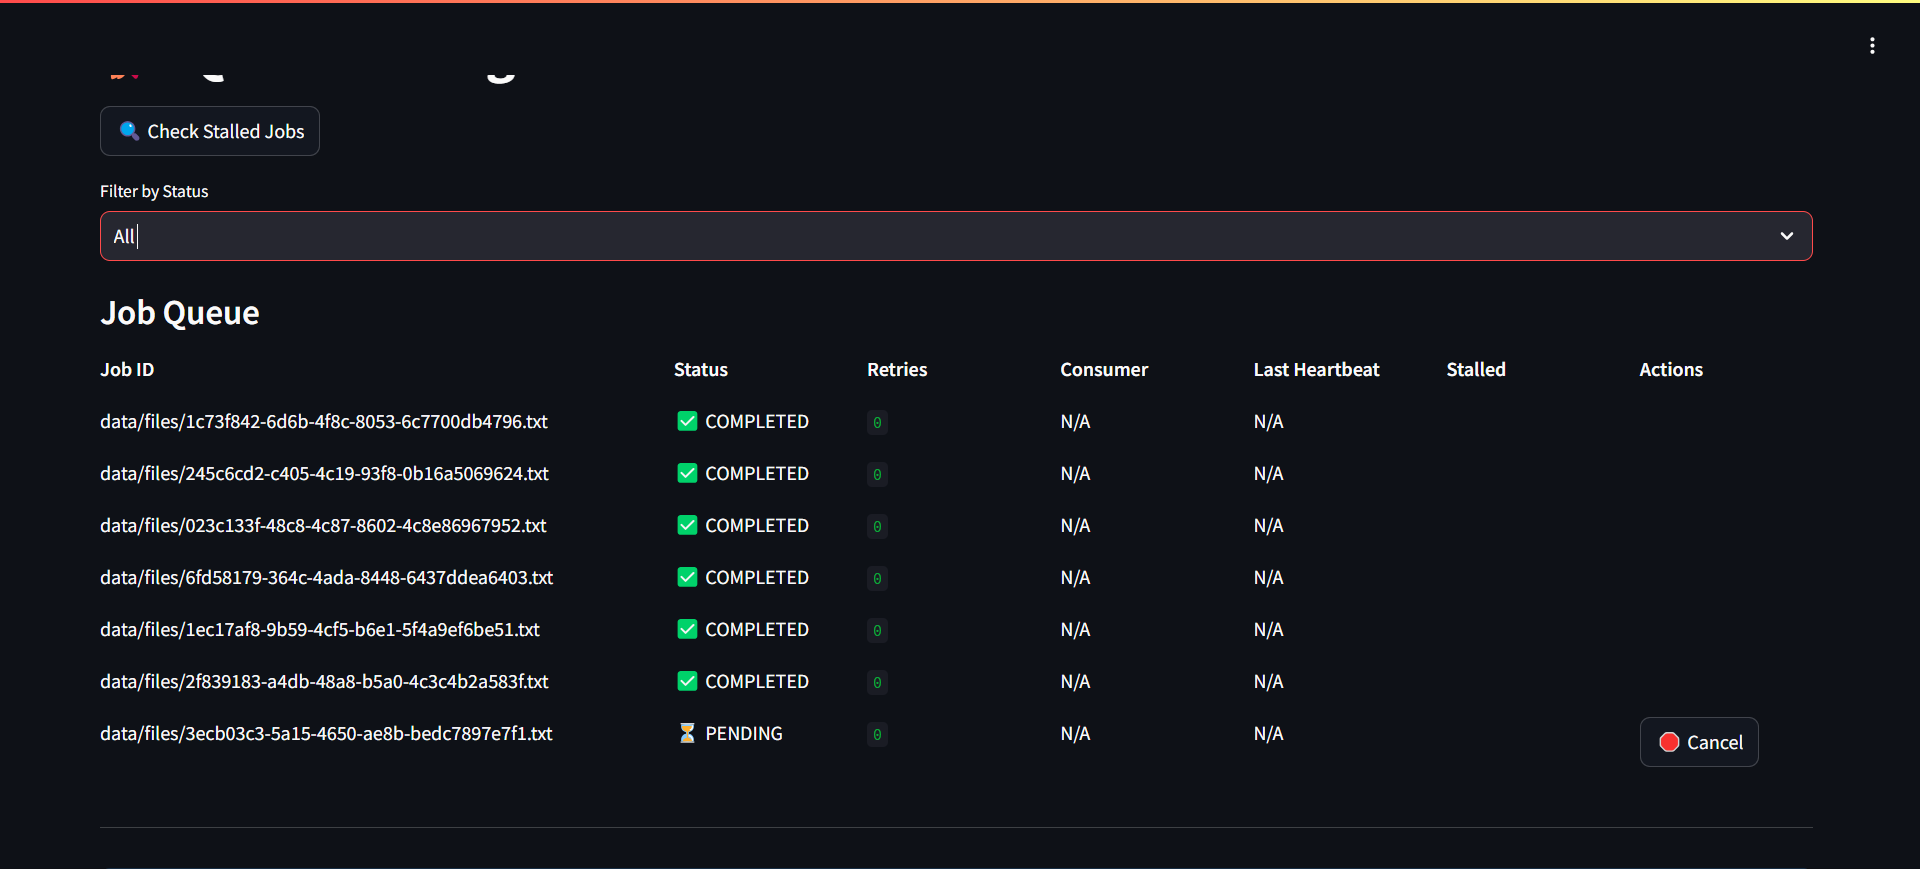 Check Stalled Jobs
Filter by Status
All
Job Queue
Job ID Status Retries Consumer Last Heartbeat Stalled Actions
data/files/1c73f842-6d6b-4f8c-8053-6c7700db4796.txt COMPLETED 0 N/A N/A
data/files/245c6cd2-c405-4c19-93f8-0b16a5069624.txt COMPLETED 0 N/A N/A
data/files/023c133f-48c8-4c87-8602-4c8e86967952.txt COMPLETED 0 N/A N/A
data/files/6fd58179-364c-4ada-8448-6437ddea6403.txt COMPLETED 0 N/A N/A
data/files/1ec17af8-9b59-4cf5-b6e1-5f4a9ef6be51.txt COMPLETED 0 N/A N/A
data/files/2f839183-a4db-48a8-b5a0-4c3c4b2a583f.txt COMPLETED 0 N/A N/A
data/files/3ecb03c3-5a15-4650-ae8b-bedc7897e7f1.txt PENDING 0 N/A N/A Cancel